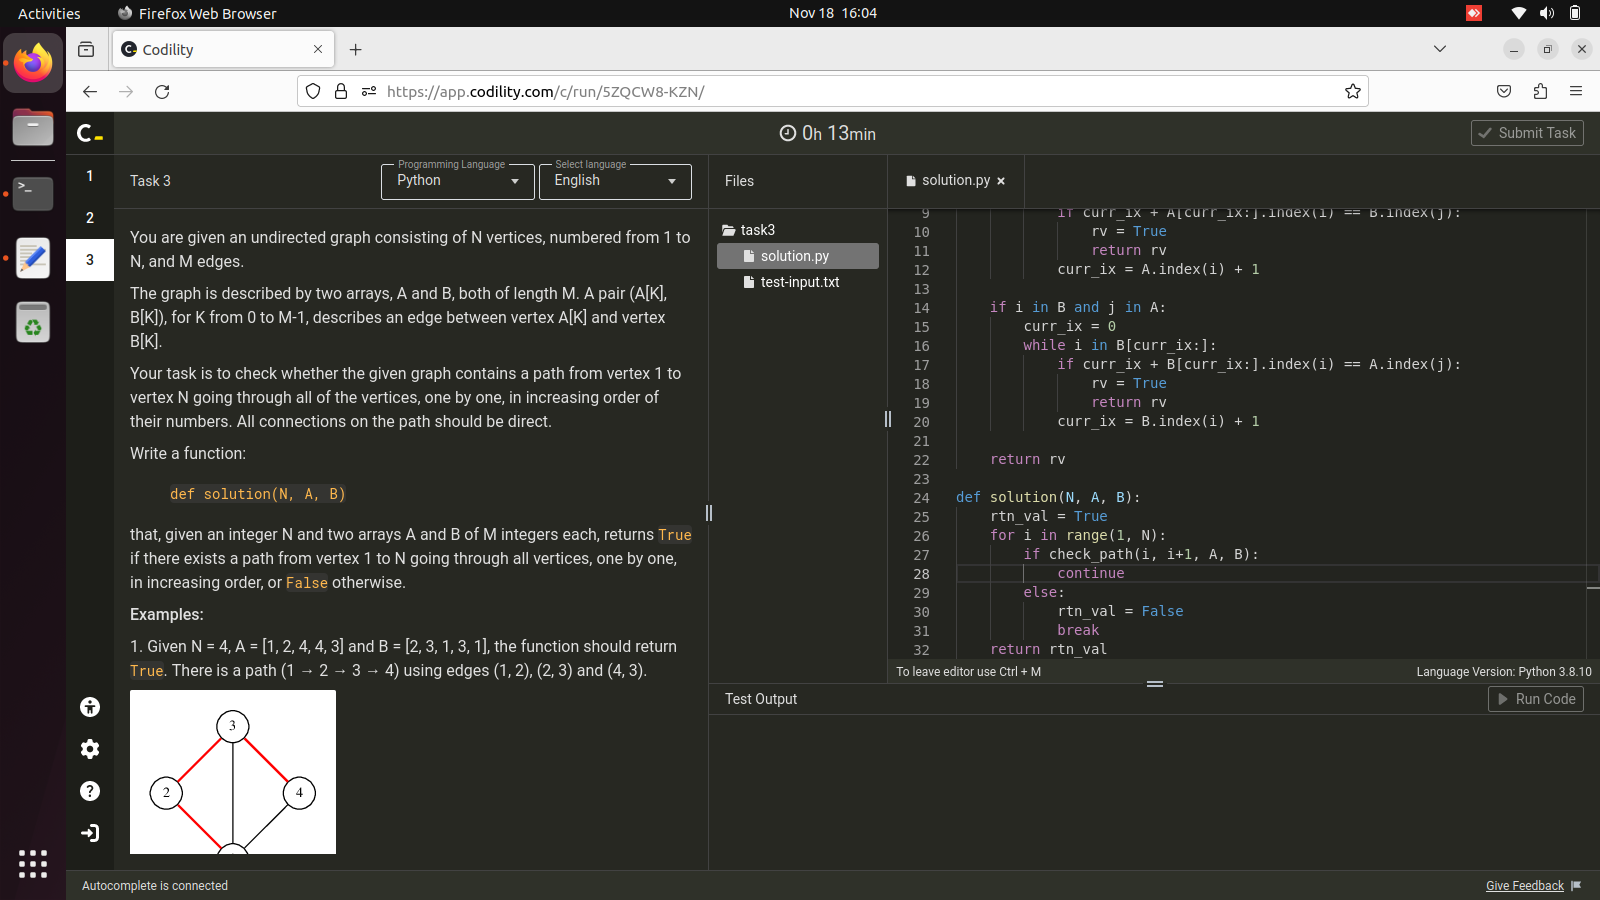 Activities
Firefox Web Browser
Nov 18 16:04
Codility
https://app.codility.com/c/run/5ZQCW8-KZN/
0h 13min
Submit Task
1
2
3
Task 3
Programming Language
Python
Select language
English
You are given an undirected graph consisting of N vertices, numbered from 1 to
N, and M edges.
The graph is described by two arrays, A and B, both of length M. A pair (A[K],
B[K]), for K from 0 to M-1, describes an edge between vertex A[K] and vertex
B[K].
Your task is to check whether the given graph contains a path from vertex 1 to
vertex N going through all of the vertices, one by one, in increasing order of
their numbers. All connections on the path should be direct.
Write a function:
def solution(N, A, B)
that, given an integer N and two arrays A and B of M integers each, returns True
if there exists a path from vertex 1 to N going through all vertices, one by one,
in increasing order, or False otherwise.
Examples:
1. Given N = 4, A = [1, 2, 4, 4, 3] and B = [2, 3, 1, 3, 1], the function should return
True. There is a path (1 → 2 → 3 → 4) using edges (1, 2), (2, 3) and (4, 3).
3
2
4
Files
task3
solution.py
test-input.txt
solution.py
9 if curr_ix + A[curr_ix:].index(i) == B.index(j):
10 rv = True
11 return rv
12 curr_ix = A.index(i) + 1
13
14 if i in B and j in A:
15 curr_ix = 0
16 while i in B[curr_ix:]:
17 if curr_ix + B[curr_ix:].index(i) == A.index(j):
18 rv = True
19 return rv
20 curr_ix = B.index(i) + 1
21
22 return rv
23
24 def solution(N, A, B):
25 rtn_val = True
26 for i in range(1, N):
27 if check_path(i, i+1, A, B):
28 continue
29 else:
30 rtn_val = False
31 break
32 return rtn_val
To leave editor use Ctrl + M
Language Version: Python 3.8.10
Test Output
Run Code
Autocomplete is connected
Give Feedback